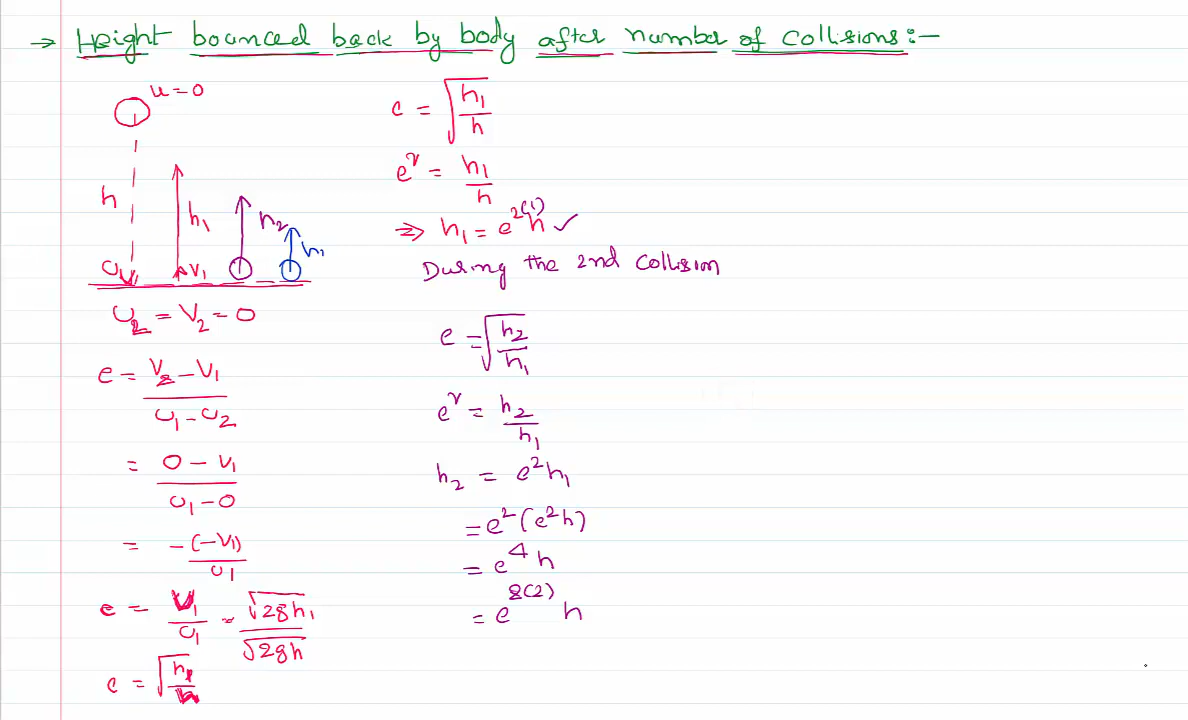 → Height bounced back by body after number of collisions:-
u=0
h
h₁
h₂
u₁
v₁
U₂ = V₂ = 0
e = (V₂ - V₁)/(U₁ - U₂)
= (0 - V₁)/(U₁ - 0)
= -(-V₁)/U₁
e = V₁/U₁ = √2gh₁/√2gh
e = √(h₁/h)
e = √(h₁/h)
e² = h₁/h
⇒ h₁ = e²⁽¹⁾h ✓
During the 2nd Collision
e = √(h₂/h₁)
e² = h₂/h₁
h₂ = e²h₁
= e²(e²h)
= e⁴h
= e²⁽²⁾ h